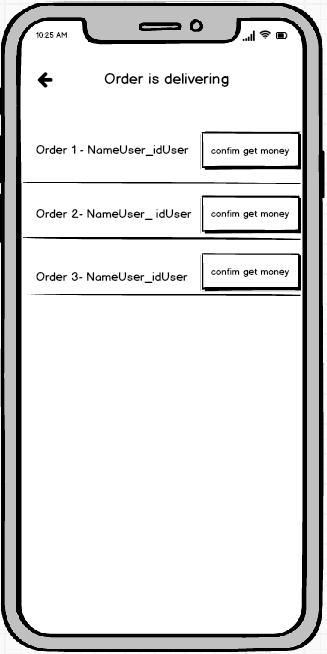 10:25 AM
Order is delivering
Order 1 - NameUser_idUser
confim get money
Order 2- NameUser_ idUser
confim get money
Order 3- NameUser_idUser
confim get money